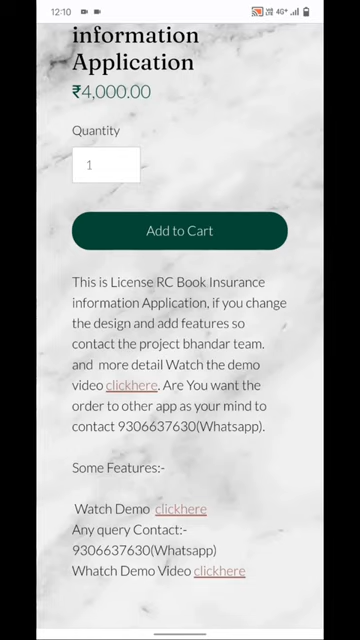 12:10
4G+
information
Application
₹4,000.00
Quantity
1
Add to Cart
This is License RC Book Insurance
information Application, if you change
the design and add features so
contact the project bhandar team.
and more detail Watch the demo
video clickhere. Are You want the
order to other app as your mind to
contact 9306637630(Whatsapp).
Some Features:-
Watch Demo clickhere
Any query Contact:-
9306637630(Whatsapp)
Whatch Demo Video clickhere